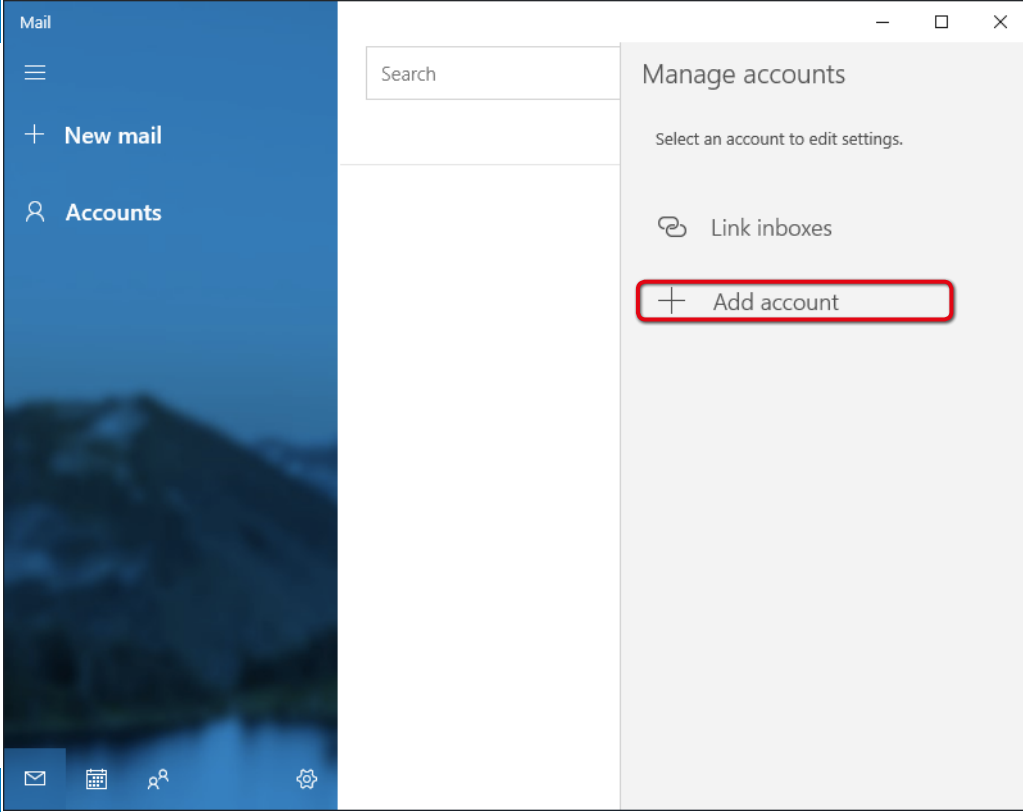 Mail
New mail
Accounts
Search
Manage accounts
Select an account to edit settings.
Link inboxes
Add account